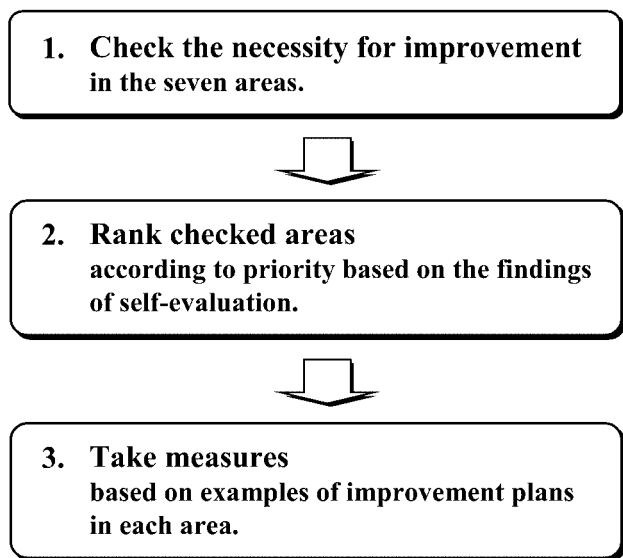 1. Check the necessity for improvement
in the seven areas.
2. Rank checked areas
according to priority based on the findings
of self-evaluation.
3. Take measures
based on examples of improvement plans
in each area.